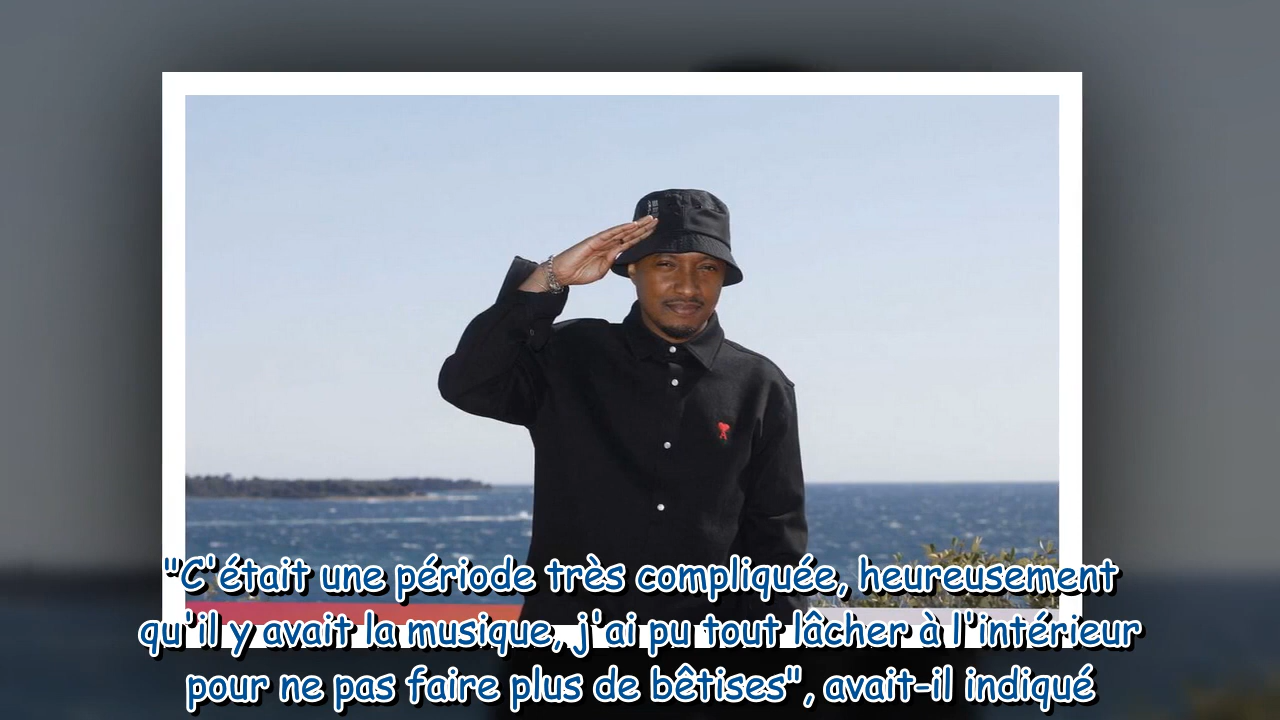 "C'était une période très compliquée, heureusement
qu'il y avait la musique, j'ai pu tout lâcher à l'intérieur
pour ne pas faire plus de bêtises", avait-il indiqué